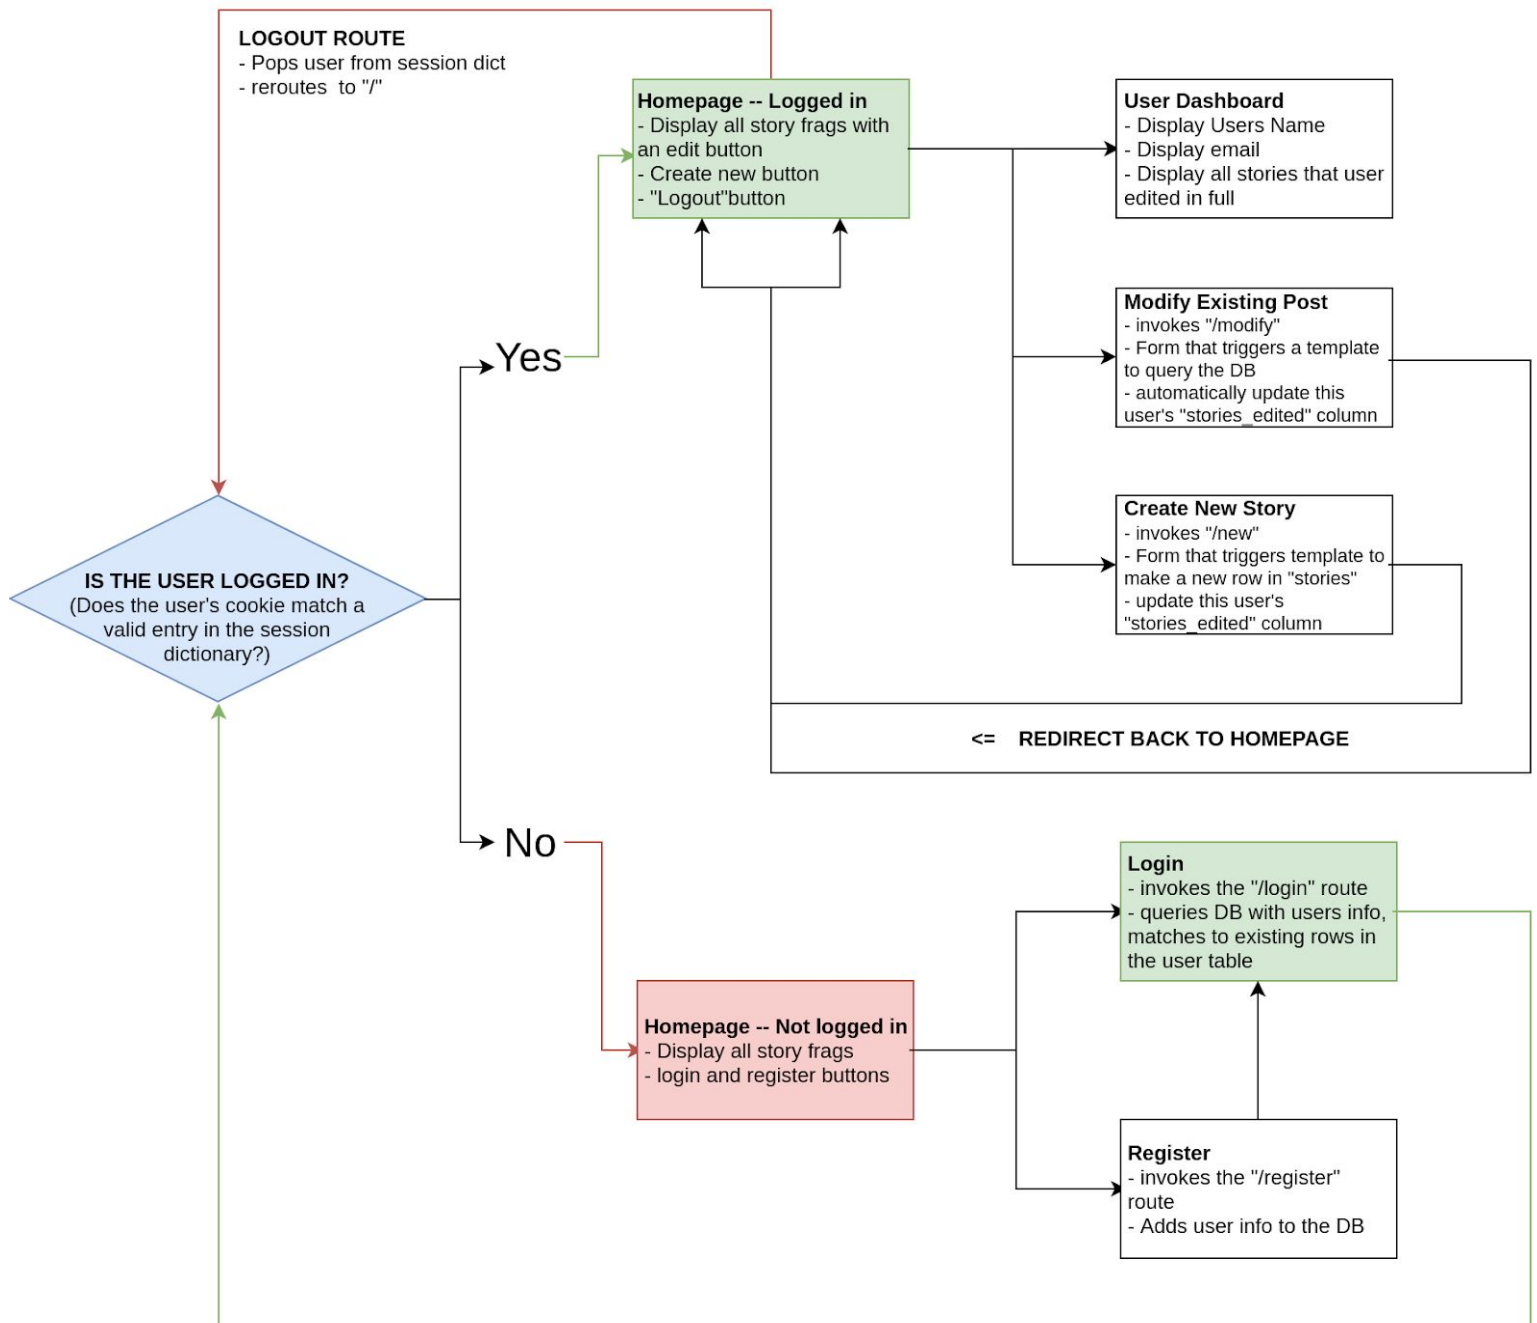 LOGOUT ROUTE
- Pops user from session dict
- reroutes  to "/"
Homepage -- Logged in
- Display all story frags with
an edit button
- Create new button
- "Logout"button
User Dashboard
- Display Users Name
- Display email
- Display all stories that user
edited in full
Modify Existing Post
- invokes "/modify"
- Form that triggers a template
to query the DB
- automatically update this
user's "stories_edited" column
Yes
Create New Story
- invokes "/new"
- Form that triggers template to
make a new row in "stories"
- update this user's
"stories_edited" column
IS THE USER LOGGED IN?
(Does the user's cookie match a
valid entry in the session
dictionary?)
<=    REDIRECT BACK TO HOMEPAGE
No
Login
- invokes the "/login" route
- queries DB with users info,
matches to existing rows in
the user table
Homepage -- Not logged in
- Display all story frags
- login and register buttons
Register
- invokes the "/register"
route
- Adds user info to the DB